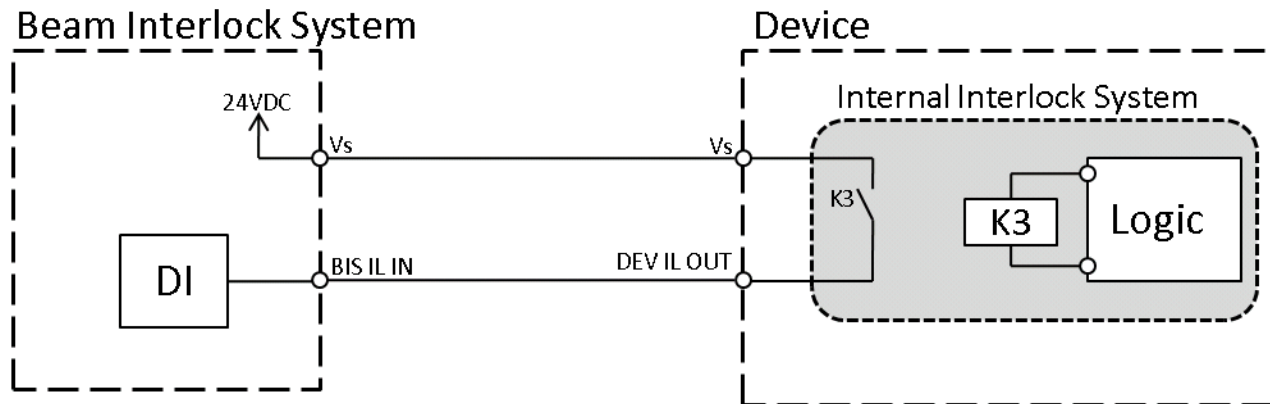 Beam Interlock System
Device
24VDC
Internal Interlock System
Vs
Vs
K3
K3
Logic
DI
BIS IL IN
DEV IL OUT